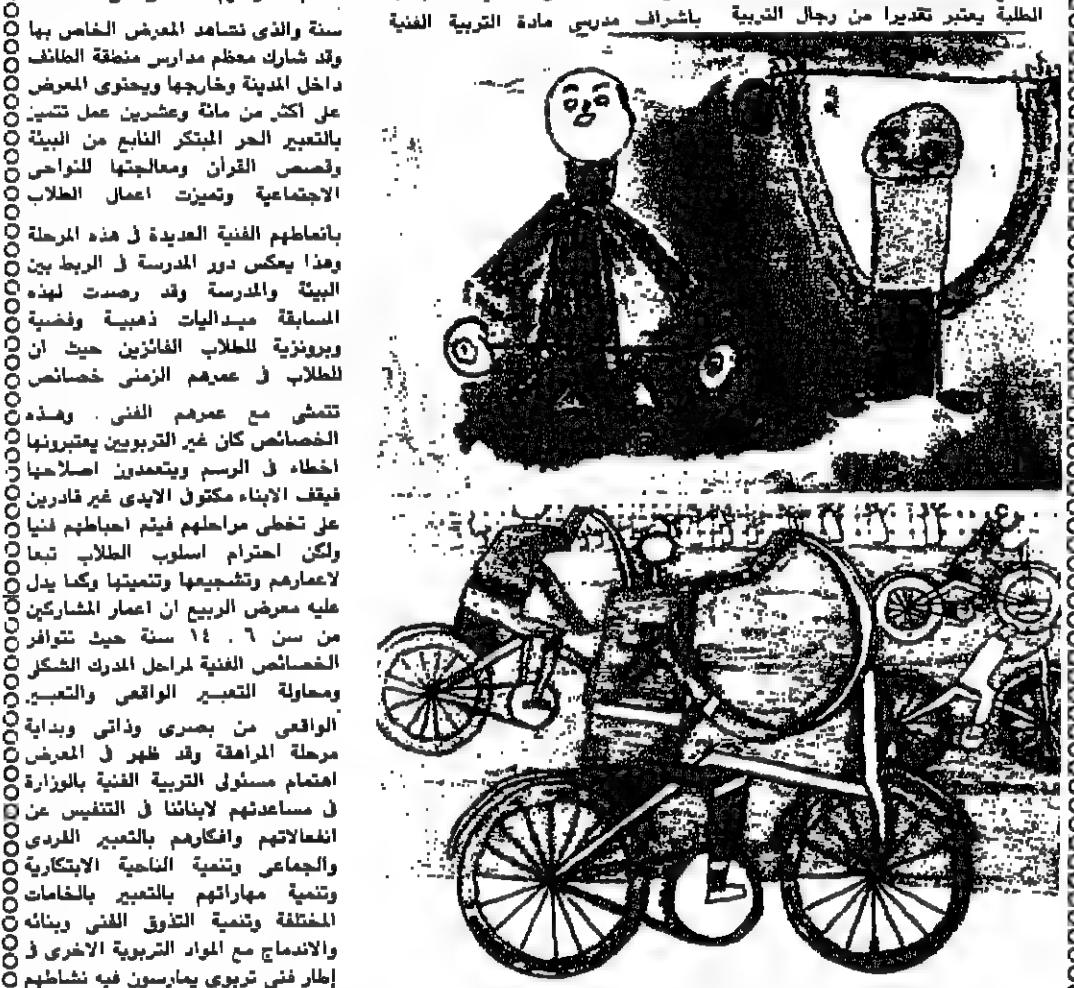 الطلبة يعتبر تقديرا من رجال التربية
باشراف مدرسى مادة التربية الفنية
سنة والذى نشاهد المعرض الخاص بها
وقد شارك معظم مدارس منطقة الطائف
داخل المدينة وخارجها ويحتوى المعرض
على أكثر من مائة وعشرين عمل تتميز
بالتعبير الحر المبتكر النابع من البيئة
وقصص القرأن ومعالجتها للنواحى
الاجتماعية وتميزت اعمال الطلاب
بأنماطهم الفنية العديدة فى هذه المرحلة
وهذا يعكس دور المدرسة فى الربط بين
البيئة والمدرسة وقد رصدت لهذه
المسابقة ميداليات ذهبية وفضية
وبرونزية للطلاب الفائزين حيث ان
للطلاب فى عمرهم الزمنى خصائص
تتمشى مع عمرهم الفنى . وهذه
الخصائص كان غير التربويين يعتبرونها
اخطاء فى الرسم ويتعمدون اصلاحها
فيقف الابناء مكتوفى الايدى غير قادرين
على تخطى مراحلهم فيتم احباطهم فنيا
ولكن احترام اسلوب الطلاب تبعا
لاعمارهم وتشجيعها وتنميتها وكما يدل
عليه معرض الربيع ان اعمار المشاركين
من سن ٦ . ١٤ سنة حيث تتوافر
الخصائص الفنية لمراحل المدرك الشكلى
ومحاولة التعبير الواقعى والتعبير
الواقعى من بصرى وذاتى وبداية
مرحلة المراهقة وقد ظهر فى المعرض
اهتمام مسئولى التربية الفنية بالوزارة
فى مساعدتهم لابنائنا فى التنفيس عن
انفعالاتهم وافكارهم بالتعبير الفردى
والجماعى وتنمية الناحية الابتكارية
وتنمية مهاراتهم بالتعبير بالخامات
المختلفة وتنمية التذوق الفنى وبنائه
والاندماج مع المواد التربوية الاخرى فى
إطار فنى تربوى يمارسون فيه نشاطهم